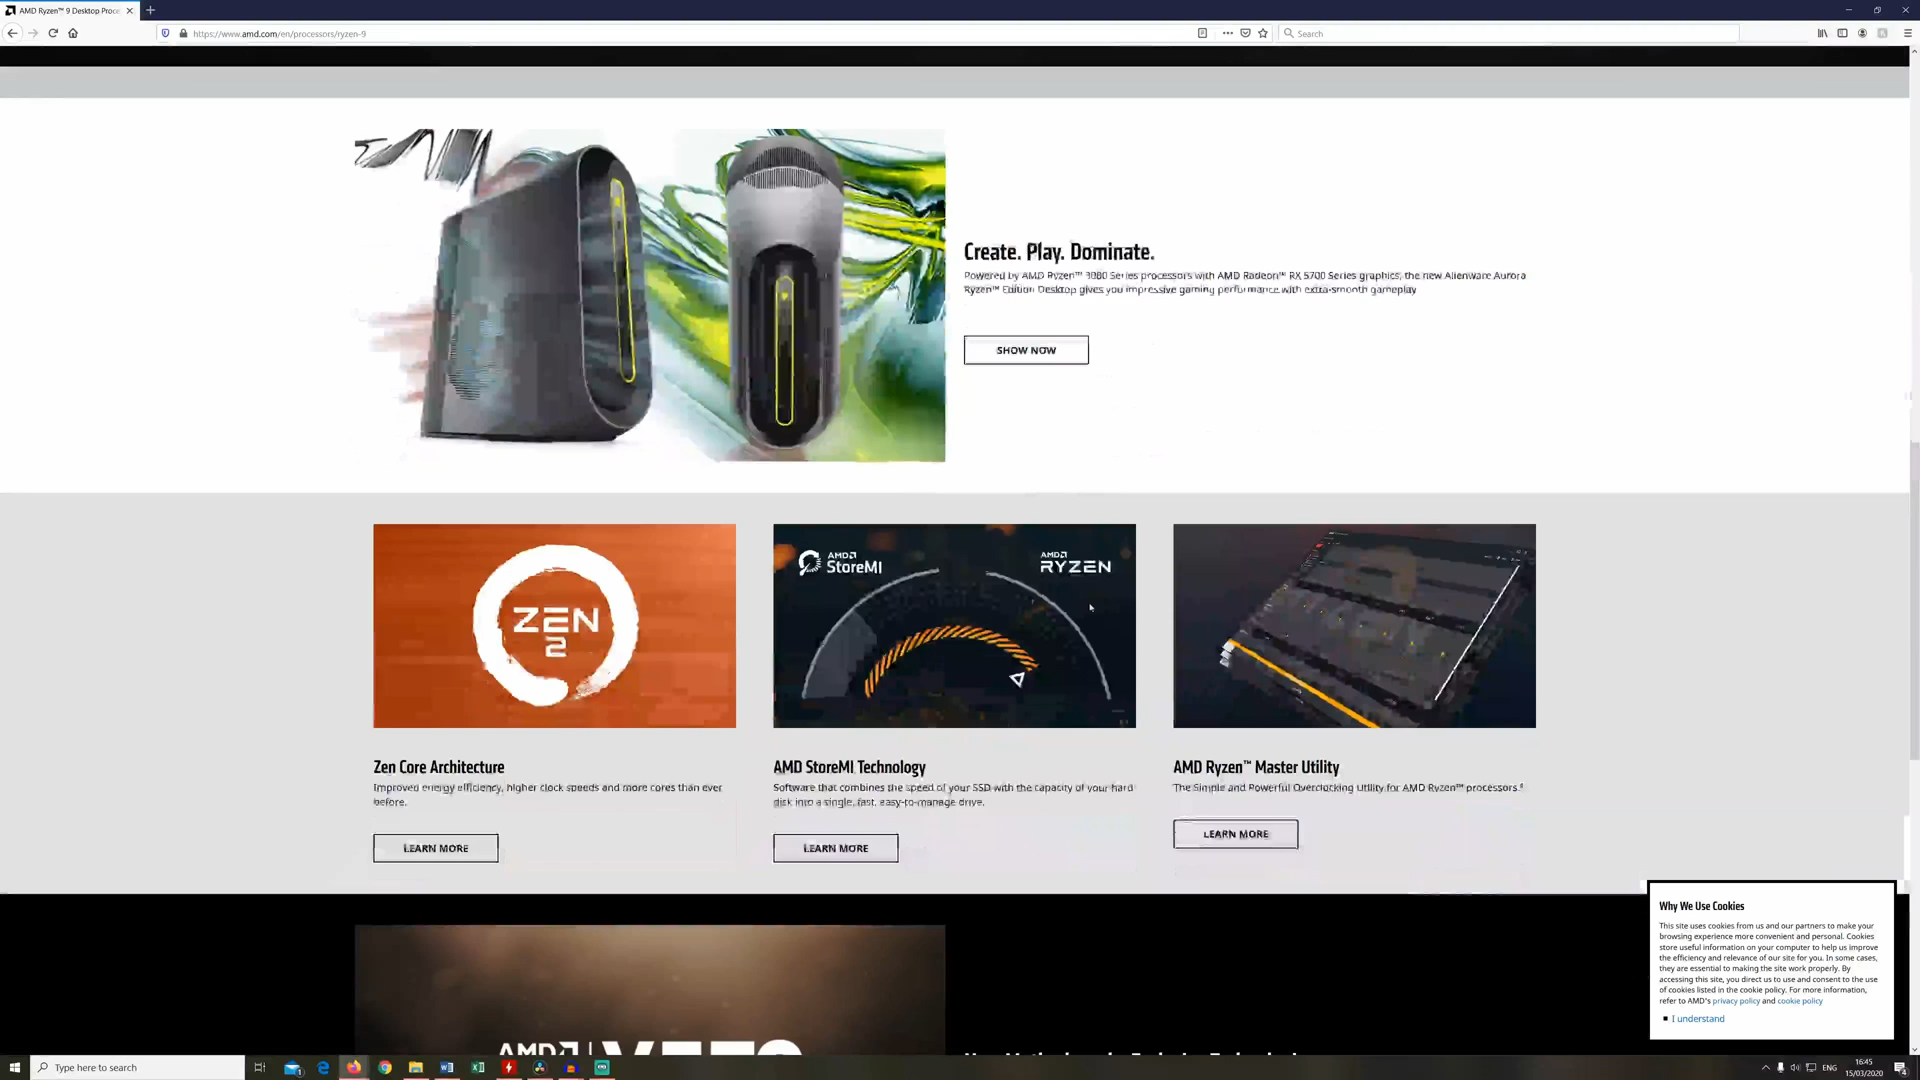 AMD Ryzen™ 9 Desktop Proce
https://www.amd.com/en/processors/ryzen-9
Search
Create. Play. Dominate.
Powered by AMD Ryzen™ 3000 Series processors with AMD Radeon™ RX 5700 Series graphics, the new Alienware Aurora
Ryzen™ Edition Desktop gives you impressive gaming performance with extra-smooth gameplay
SHOW NOW
ZEN
2
AMD
StoreMI
AMD
RYZEN
Zen Core Architecture
Improved energy efficiency, higher clock speeds and more cores than ever
before.
LEARN MORE
AMD StoreMI Technology
Software that combines the speed of your SSD with the capacity of your hard
disk into a single, fast, easy-to-manage drive.
LEARN MORE
AMD Ryzen™ Master Utility
The Simple and Powerful Overclocking Utility for AMD Ryzen™ processors.
LEARN MORE
AMD
Why We Use Cookies
This site uses cookies from us and our partners to make your
browsing experience more convenient and personal. Cookies
store useful information on your computer to help us improve
the efficiency and relevance of our site for you. In some cases,
they are essential to making the site work properly. By
accessing this site, you direct us to use and consent to the use
of cookies listed in the cookie policy. For more information,
refer to AMD's privacy policy and cookie policy
I understand
Type here to search
ENG
16:45
15/03/2020